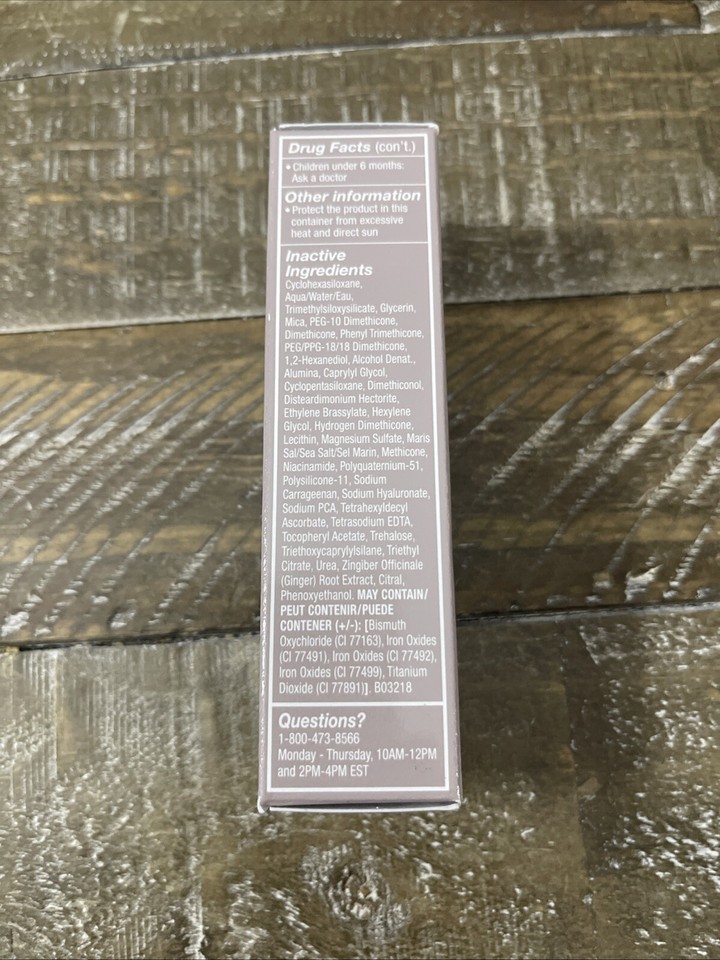 Drug Facts (con't.)
• Children under 6 months:
Ask a doctor
Other information
• Protect the product in this
container from excessive
heat and direct sun
Inactive
Ingredients
Cyclohexasiloxane,
Aqua/Water/Eau,
Trimethylsiloxysilicate, Glycerin,
Mica, PEG-10 Dimethicone,
Dimethicone, Phenyl Trimethicone,
PEG/PPG-18/18 Dimethicone,
1,2-Hexanediol, Alcohol Denat.,
Alumina, Caprylyl Glycol,
Cyclopentasiloxane, Dimethiconol,
Disteardimonium Hectorite,
Ethylene Brassylate, Hexylene
Glycol, Hydrogen Dimethicone,
Lecithin, Magnesium Sulfate, Maris
Sal/Sea Salt/Sel Marin, Methicone,
Niacinamide, Polyquaternium-51,
Polysilicone-11, Sodium
Carrageenan, Sodium Hyaluronate,
Sodium PCA, Tetrahexyldecyl
Ascorbate, Tetrasodium EDTA,
Tocopheryl Acetate, Trehalose,
Triethoxycaprylylsilane, Triethyl
Citrate, Urea, Zingiber Officinale
(Ginger) Root Extract, Citral,
Phenoxyethanol. MAY CONTAIN/
PEUT CONTENIR/PUEDE
CONTENER (+/-): [Bismuth
Oxychloride (CI 77163), Iron Oxides
(CI 77491), Iron Oxides (CI 77492),
Iron Oxides (CI 77499), Titanium
Dioxide (CI 77891)]. B03218
Questions?
1-800-473-8566
Monday - Thursday, 10AM-12PM
and 2PM-4PM EST